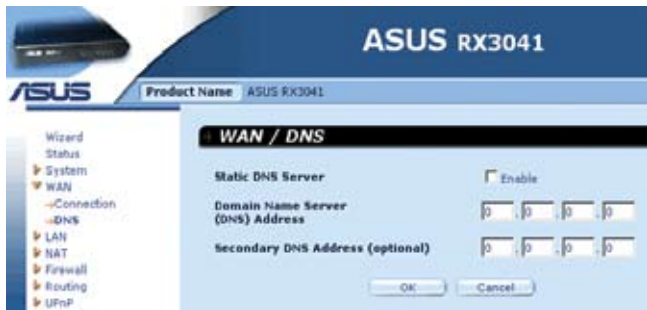 ASUS RX3041
ASUS
Product Name ASUS RX3041
Wizard
Status
System
WAN
Connection
DNS
LAN
NAT
Firewall
Routing
UPnP
WAN / DNS
Static DNS Server Enable
Domain Name Server
(DNS) Address 0 . 0 . 0 . 0
Secondary DNS Address (optional) 0 . 0 . 0 . 0
OK Cancel